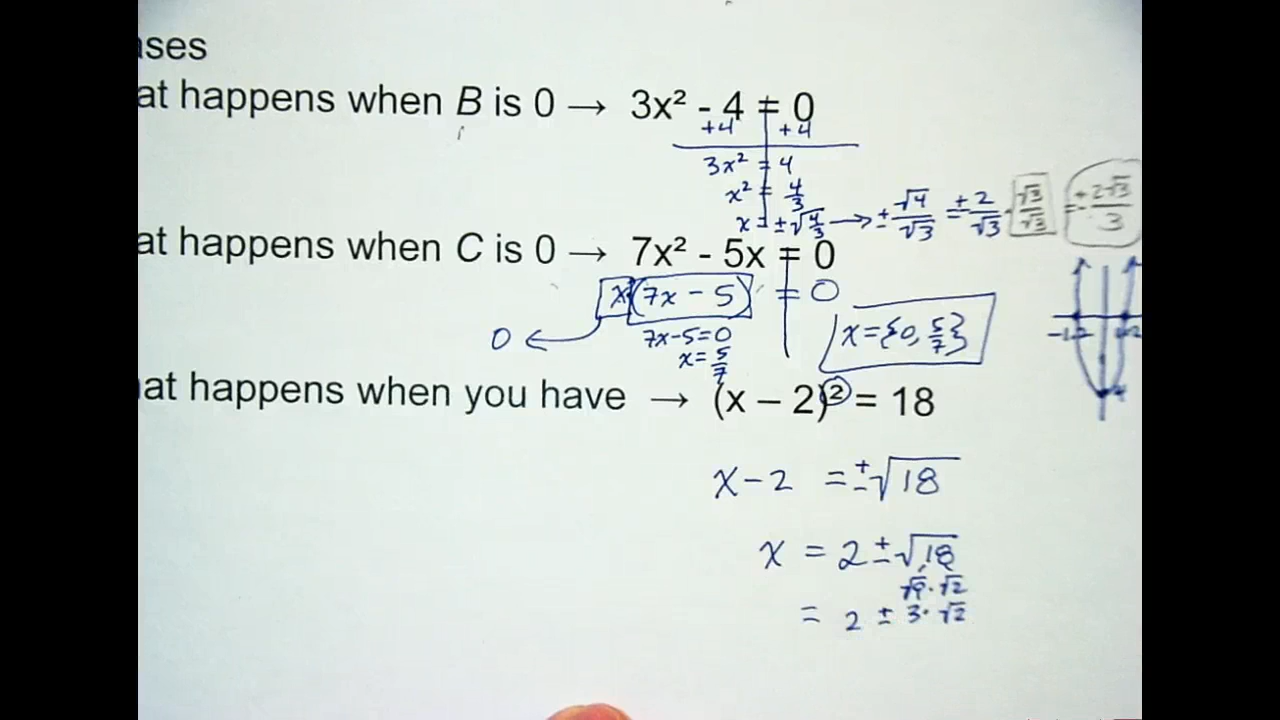 ases
at happens when B is 0 → 3x² - 4 = 0
+4 +4
3x² = 4
x² = 4/3
x = ±√4/3 → ±√4/√3 = ±2/√3 · √3/√3 = ±2√3/3
at happens when C is 0 → 7x² - 5x = 0
x(7x - 5) = 0
0 ←
7x-5=0
x=5/7
x={0, 5/7}
hat happens when you have → (x – 2)² = 18
x-2 = ±√18
x = 2 ± √18
√9·√2
= 2 ± 3·√2